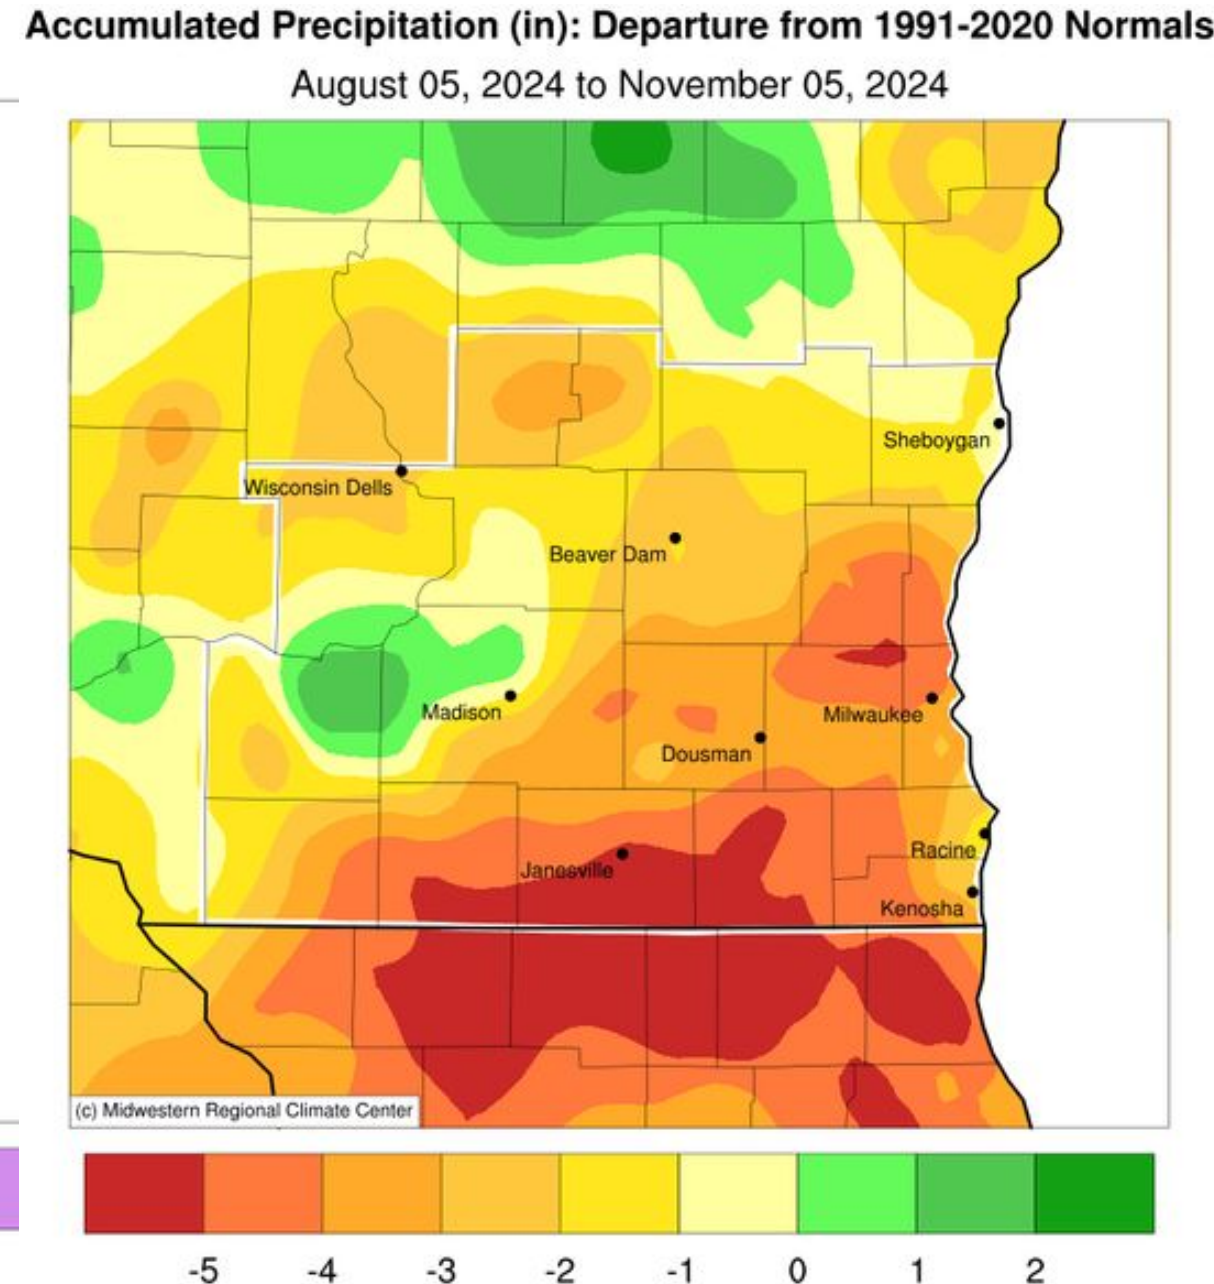 Accumulated Precipitation (in): Departure from 1991-2020 Normals
August 05, 2024 to November 05, 2024
Sheboygan
Wisconsin Dells
Beaver Dam
Madison
Milwaukee
Dousman
Racine
Janesville
Kenosha
(c) Midwestern Regional Climate Center
-5 -4 -3 -2 -1 0 1 2